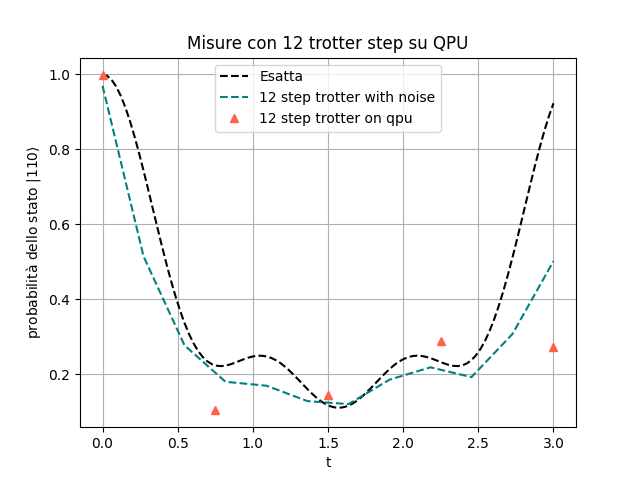 Misure con 12 trotter step su QPU
Esatta
12 step trotter with noise
12 step trotter on qpu
probabilità dello stato |110⟩
1.0
0.8
0.6
0.4
0.2
0.0 0.5 1.0 1.5 2.0 2.5 3.0
t